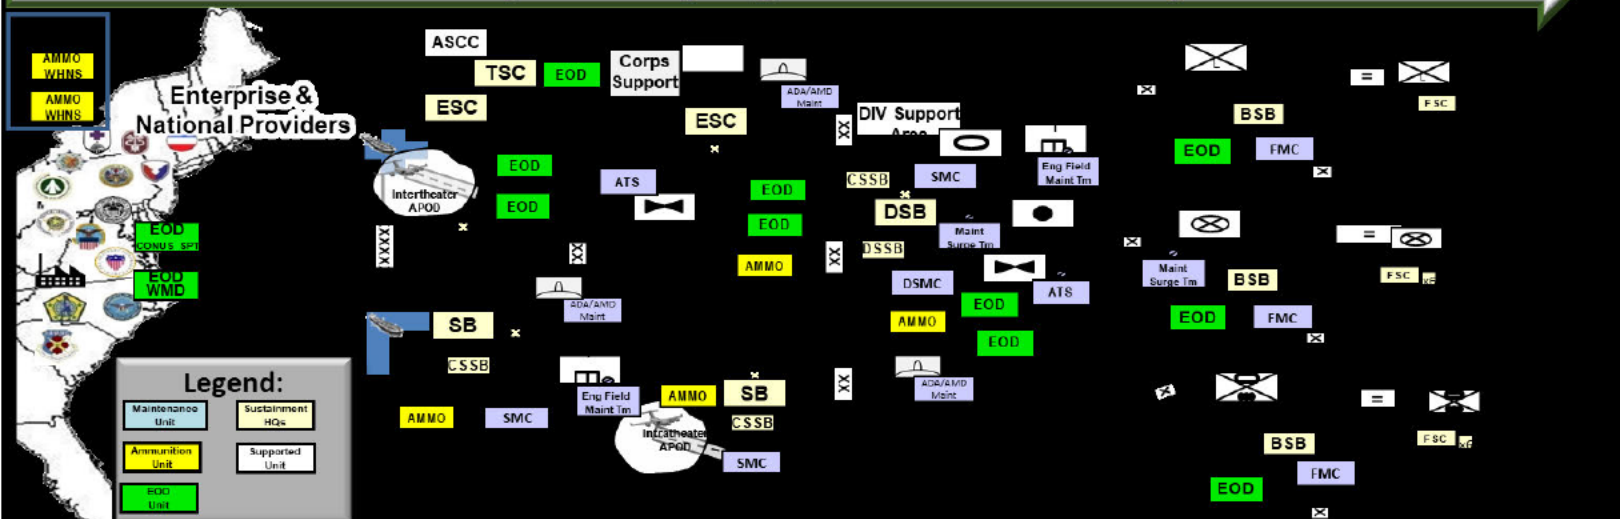 AMMO
WHNS
AMMO
WHNS
Enterprise &
National Providers
EOD
CONUS SPT
EOD
WMD
Legend:
Maintenance
Unit
Sustainment
HQs
Ammunition
Unit
Supported
Unit
EOD
Unit
ASCC
TSC
EOD
ESC
Corps
Support
ESC
ADA/AMD
Maint
Intertheater
APOD
EOD
EOD
ATS
XXXX
XX
EOD
EOD
AMMO
ADA/AMD
Maint
SB
CSSB
AMMO
SMC
Eng Field
Maint Tm
AMMO
SB
CSSB
Intratheater
APOD
SMC
XX
DIV Support
Area
CSSB
SMC
Eng Field
Maint Tm
DSB
Maint
Surge Tm
XX
DSSB
DSMC
ATS
EOD
AMMO
EOD
XX
ADA/AMD
Maint
L
=
L
X
BSB
FSC
EOD
FMC
X
X
=
Maint
Surge Tm
BSB
FSC
EOD
FMC
X
X
=
BSB
FSC
FMC
EOD
X